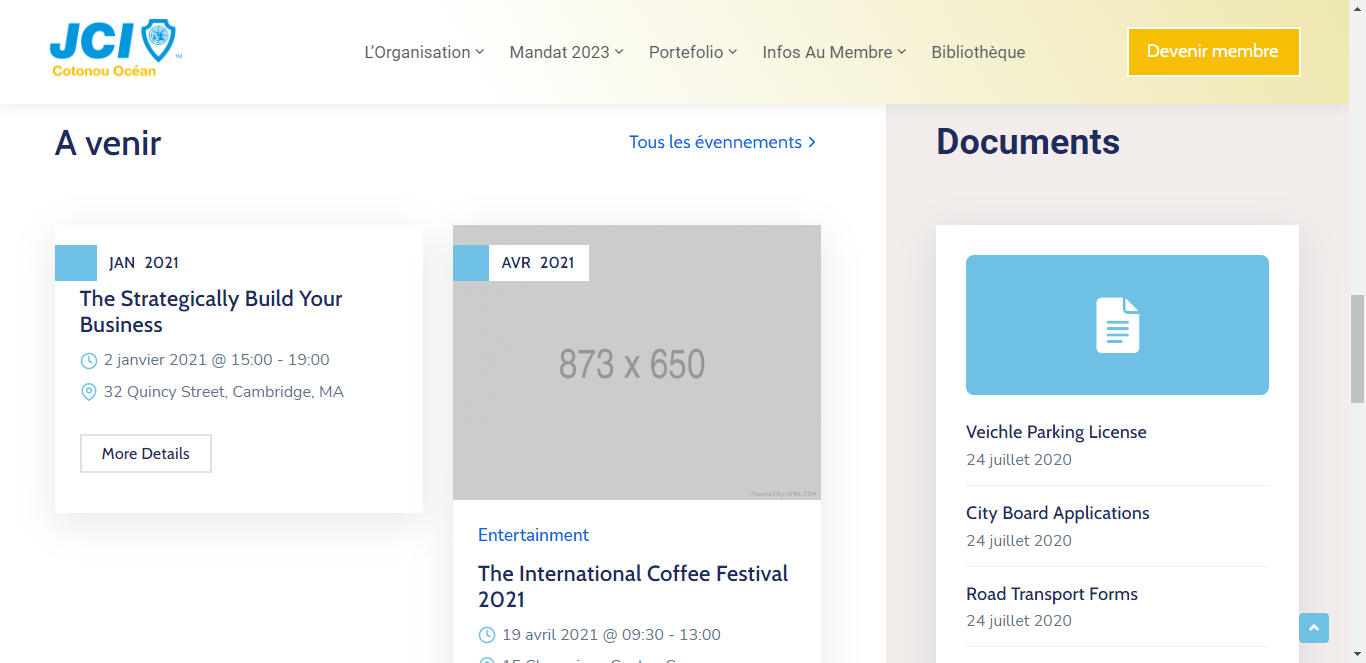 JCI
Cotonou Océan
L'Organisation
Mandat 2023
Portefolio
Infos Au Membre
Bibliothèque
Devenir membre
A venir
Tous les évennements
JAN 2021
The Strategically Build Your
Business
2 janvier 2021 @ 15:00 - 19:00
32 Quincy Street, Cambridge, MA
More Details
AVR 2021
873 x 650
Powered by HTML.COM
Entertainment
The International Coffee Festival
2021
19 avril 2021 @ 09:30 - 13:00
Documents
Veichle Parking License
24 juillet 2020
City Board Applications
24 juillet 2020
Road Transport Forms
24 juillet 2020